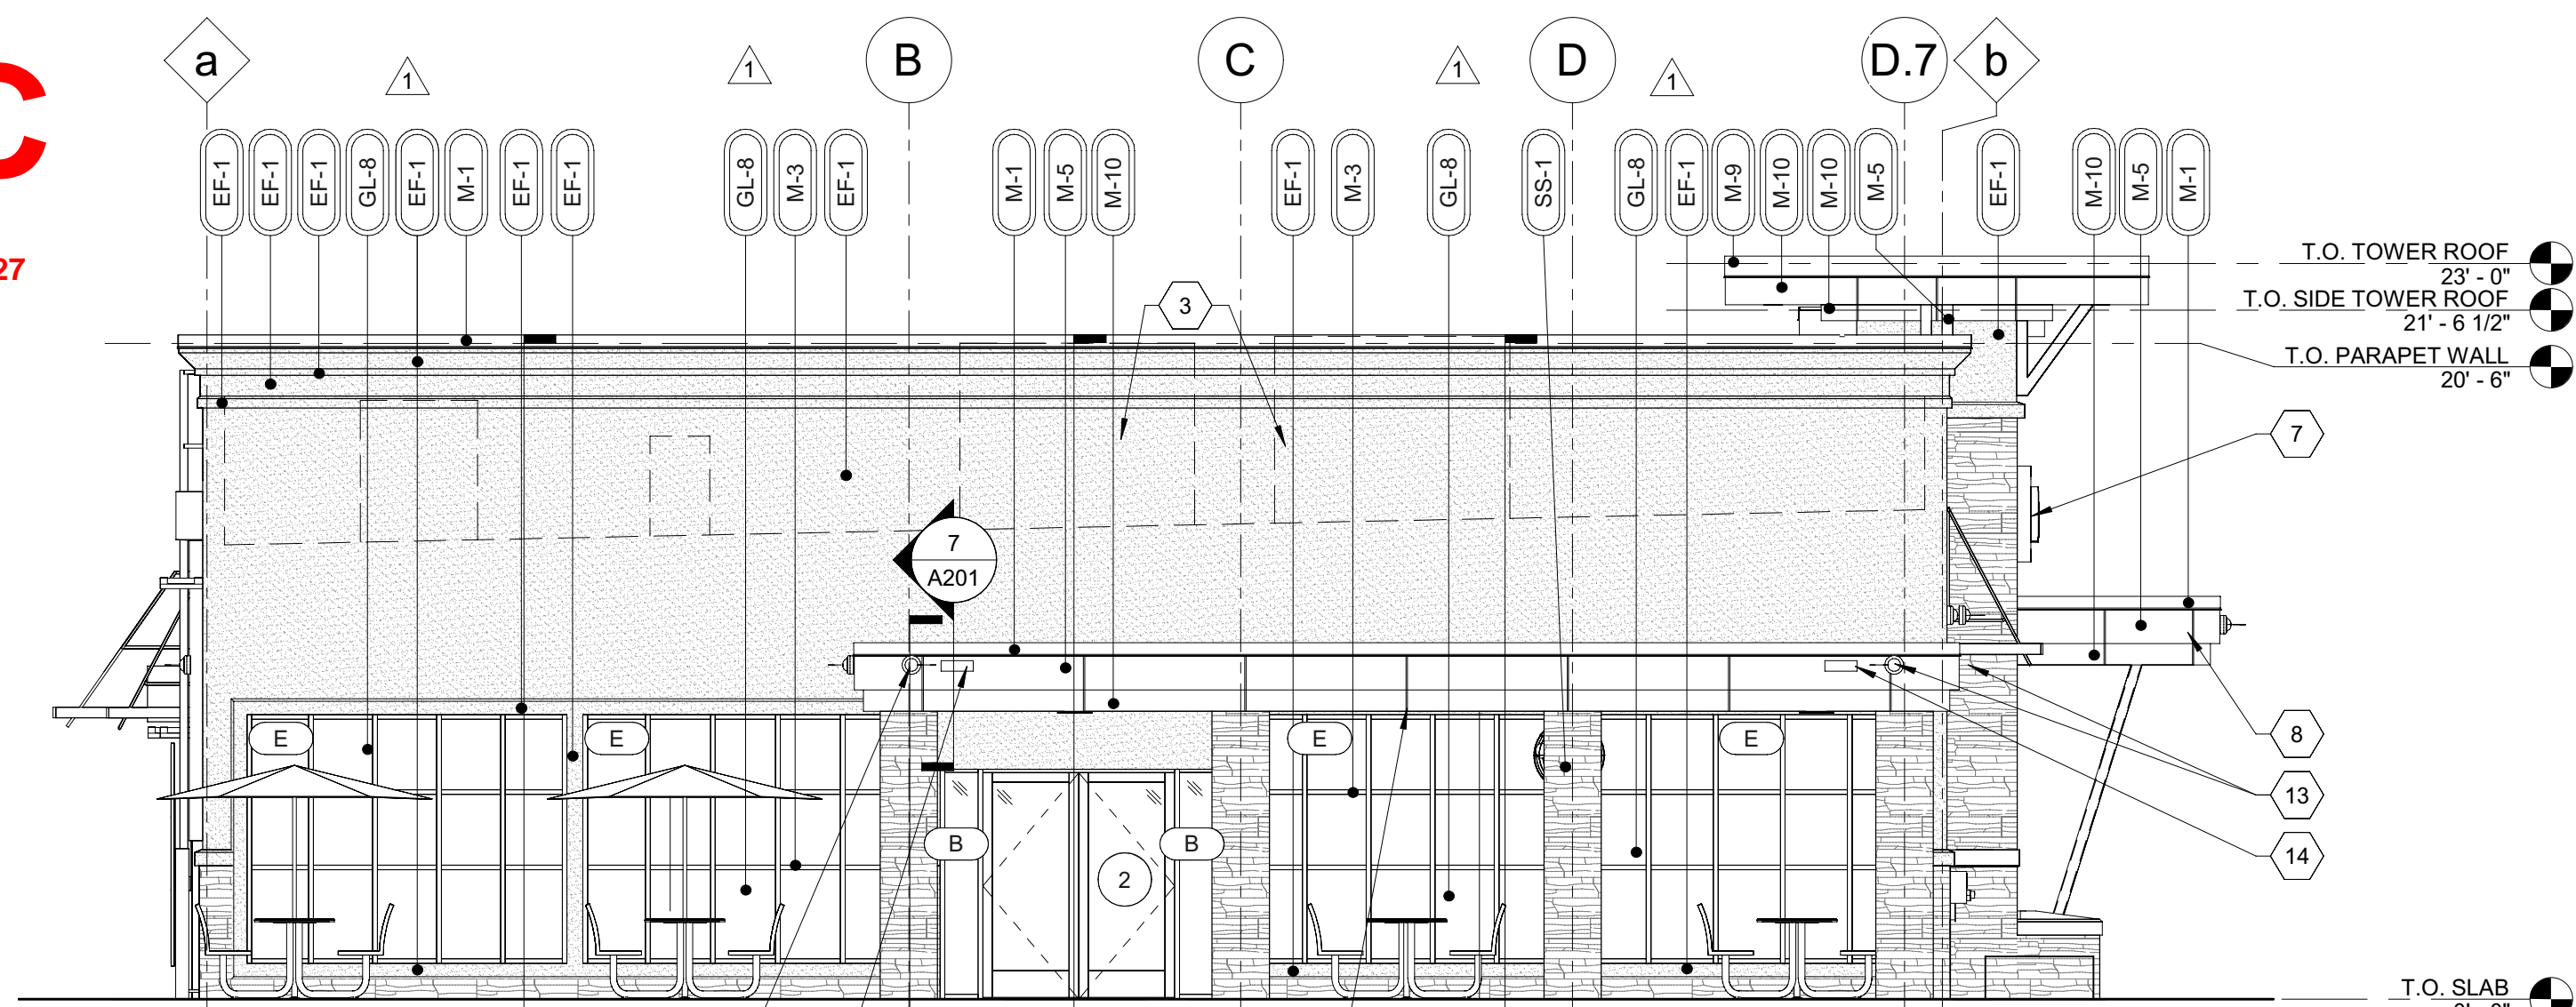 a
1
1
B
C
1
D
1
D.7
b
C
27
EF-1
EF-1
EF-1
GL-8
EF-1
M-1
EF-1
EF-1
GL-8
M-3
EF-1
M-1
M-5
M-10
EF-1
M-3
GL-8
SS-1
GL-8
EF-1
M-9
M-10
M-10
M-5
EF-1
M-10
M-5
M-1
T.O. TOWER ROOF
23' - 0"
T.O. SIDE TOWER ROOF
21' - 6 1/2"
T.O. PARAPET WALL
20' - 6"
3
7
7
A201
E
E
E
E
8
13
14
B
B
2
T.O. SLAB